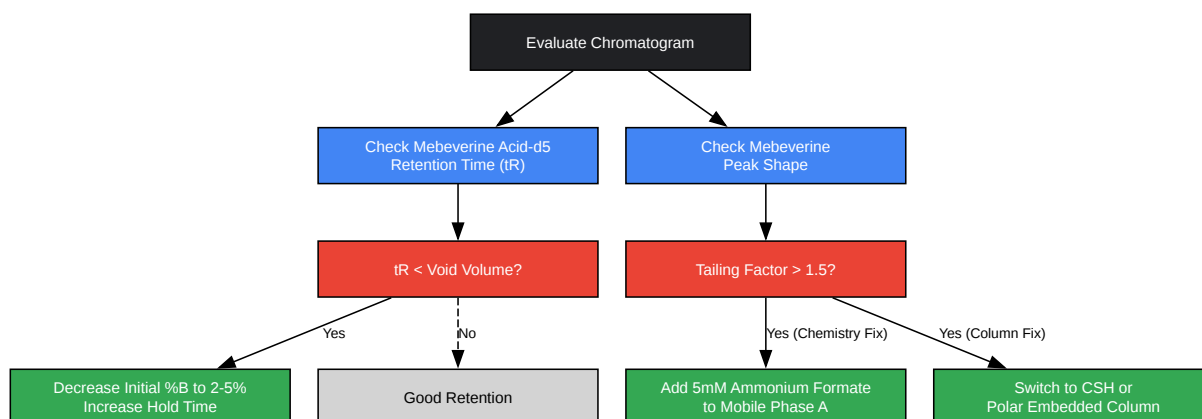 Evaluate Chromatogram
Check Mebeverine Acid-d5
Retention Time (tR)
Check Mebeverine
Peak Shape
tR < Void Volume?
Tailing Factor > 1.5?
Yes
No
Yes (Chemistry Fix)
Yes (Column Fix)
Decrease Initial %B to 2-5%
Increase Hold Time
Good Retention
Add 5mM Ammonium Formate
to Mobile Phase A
Switch to CSH or
Polar Embedded Column